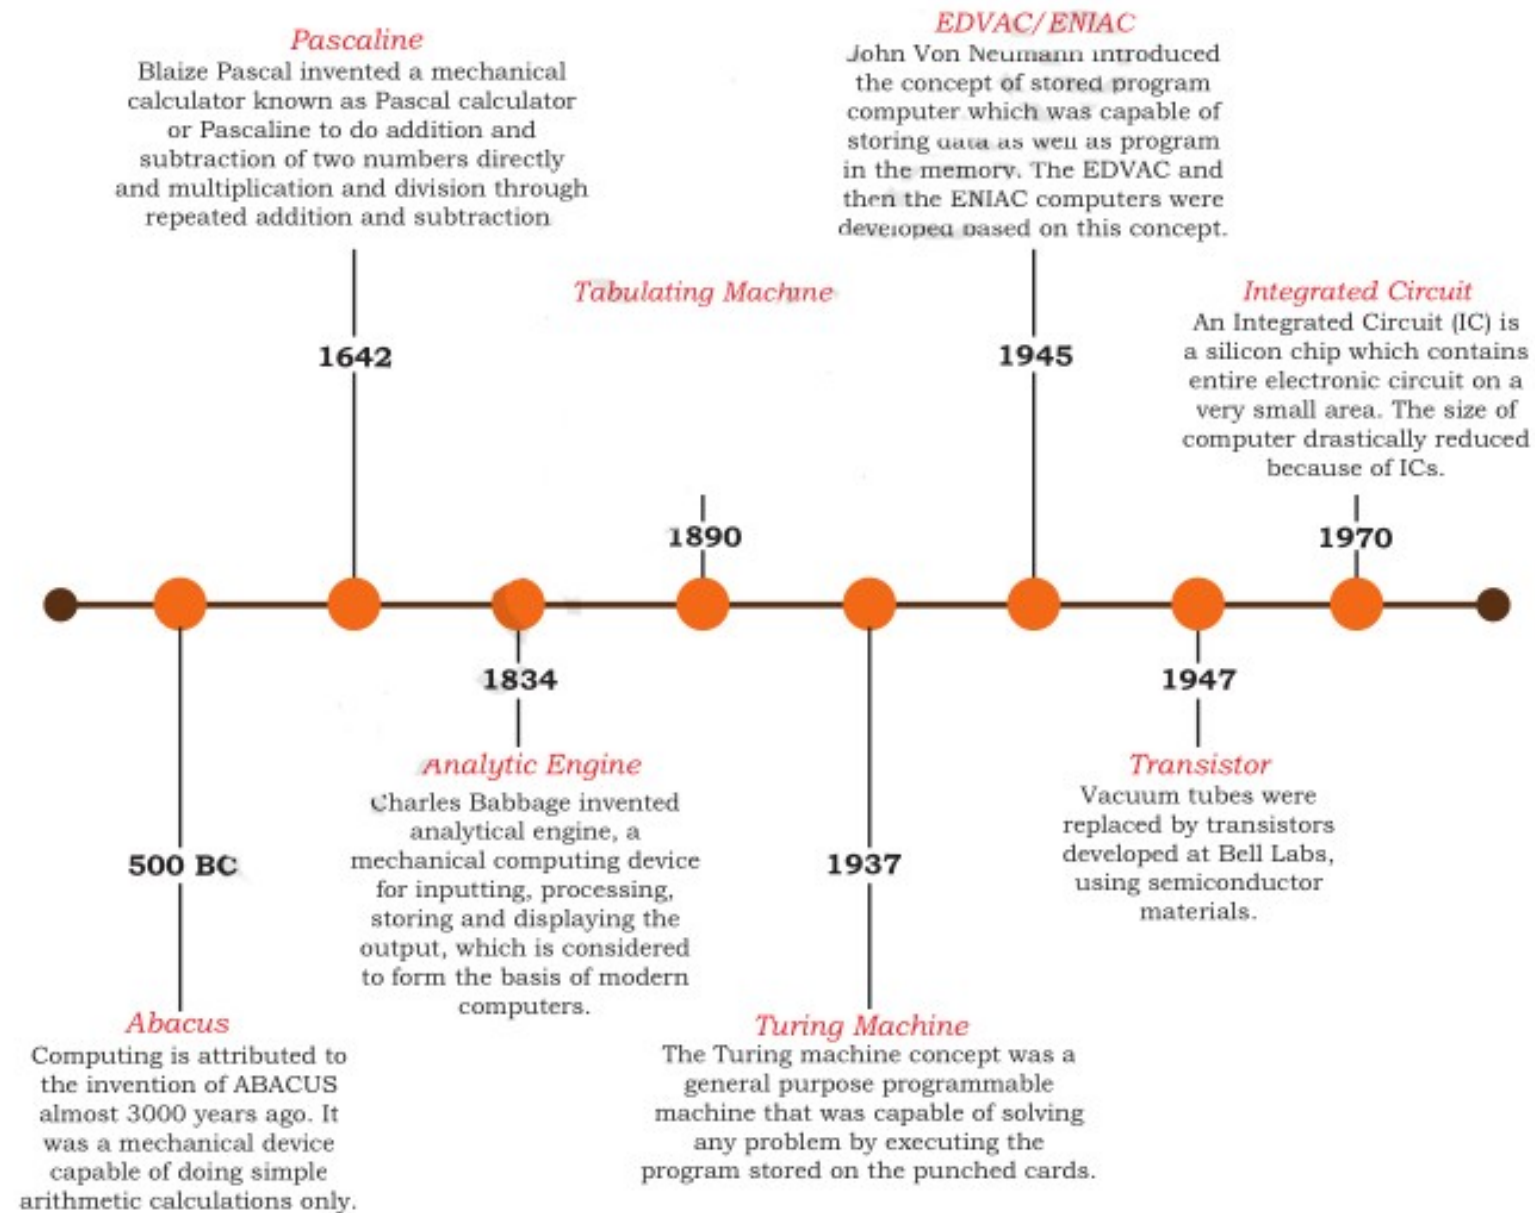 Pascaline
Blaize Pascal invented a mechanical
calculator known as Pascal calculator
or Pascaline to do addition and
subtraction of two numbers directly
and multiplication and division through
repeated addition and subtraction
1642
EDVAC/ENIAC
John Von Neumann introduced
the concept of stored program
computer which was capable of
storing data as well as program
in the memory. The EDVAC and
then the ENIAC computers were
developed based on this concept.
1945
Tabulating Machine
1890
Integrated Circuit
An Integrated Circuit (IC) is
a silicon chip which contains
entire electronic circuit on a
very small area. The size of
computer drastically reduced
because of ICs.
1970
500 BC
Abacus
Computing is attributed to
the invention of ABACUS
almost 3000 years ago. It
was a mechanical device
capable of doing simple
arithmetic calculations only.
1834
Analytic Engine
Charles Babbage invented
analytical engine, a
mechanical computing device
for inputting, processing,
storing and displaying the
output, which is considered
to form the basis of modern
computers.
1937
Turing Machine
The Turing machine concept was a
general purpose programmable
machine that was capable of solving
any problem by executing the
program stored on the punched cards.
1947
Transistor
Vacuum tubes were
replaced by transistors
developed at Bell Labs,
using semiconductor
materials.